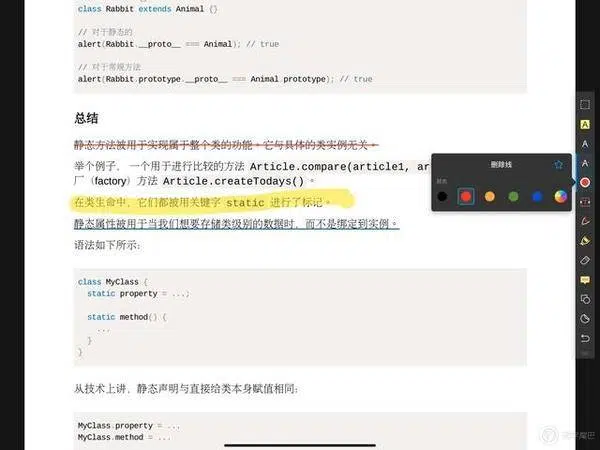 class Rabbit extends Animal {}
// 对于静态的
alert(Rabbit.__proto__ === Animal); // true
// 对于常规方法
alert(Rabbit.prototype.__proto__ === Animal.prototype); // true
总结
静态方法被用于实现属于整个类的功能。它与具体的类实例无关。
举个例子，一个用于进行比较的方法 Article.compare(article1, ar
厂（factory）方法 Article.createTodays()。
在类生命中，它们都被用关键字 static 进行了标记。
静态属性被用于当我们想要存储类级别的数据时，而不是绑定到实例。
语法如下所示：
class MyClass {
static property = ...;
static method() {
...
}
}
从技术上讲，静态声明与直接给类本身赋值相同：
MyClass.property = ...
MyClass.method = ...
删除线
颜色
A
A
A
T